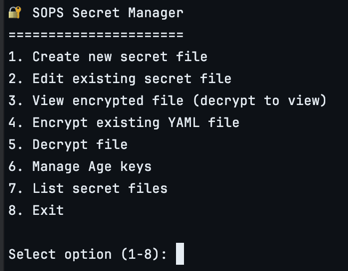 🔐 SOPS Secret Manager
======================
1. Create new secret file
2. Edit existing secret file
3. View encrypted file (decrypt to view)
4. Encrypt existing YAML file
5. Decrypt file
6. Manage Age keys
7. List secret files
8. Exit
Select option (1-8):